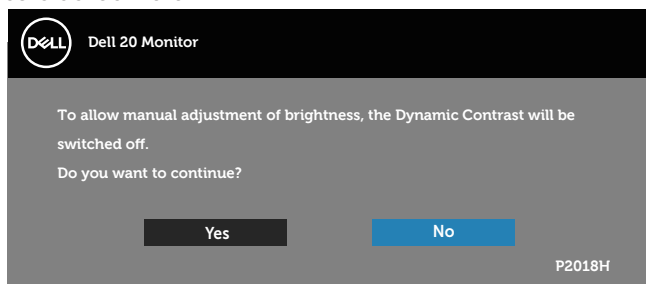 DELL
Dell 20 Monitor
To allow manual adjustment of brightness, the Dynamic Contrast will be
switched off.
Do you want to continue?
Yes
No
P2018H